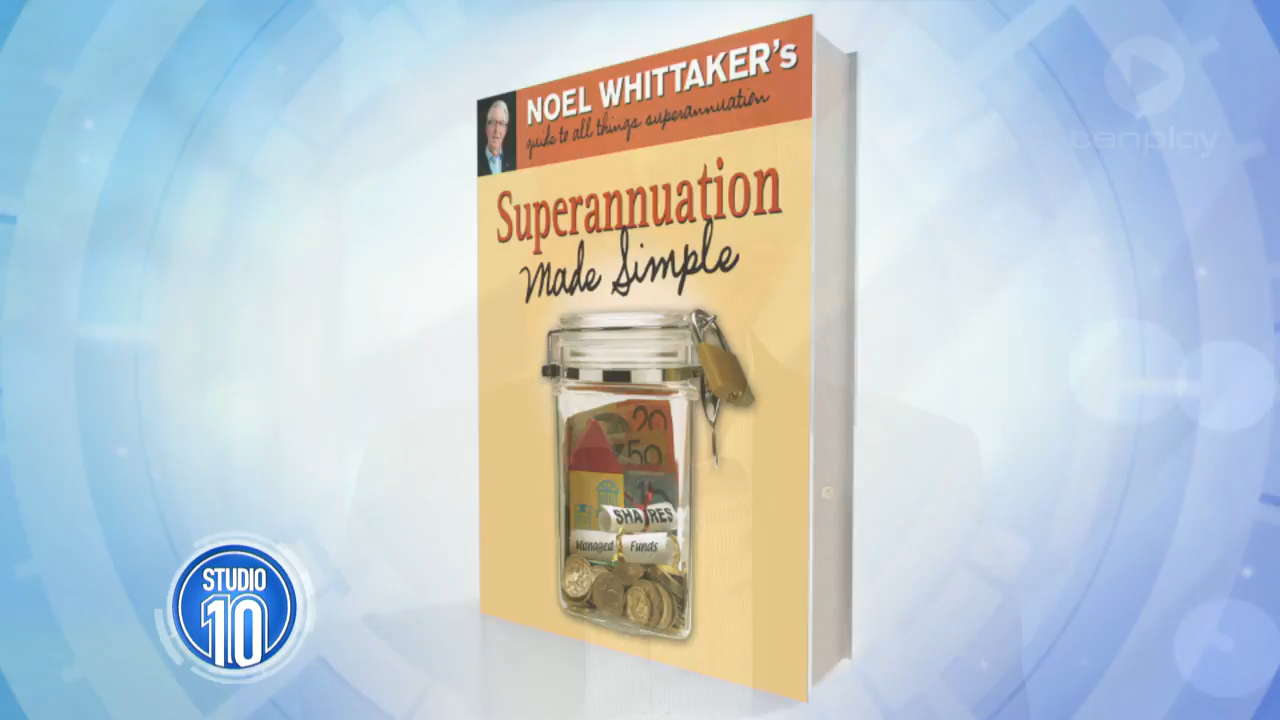 NOEL WHITTAKER's
guide to all things superannuation
Superannuation
Made Simple
20
50
SHARES
Managed Funds
STUDIO
10
tenplay